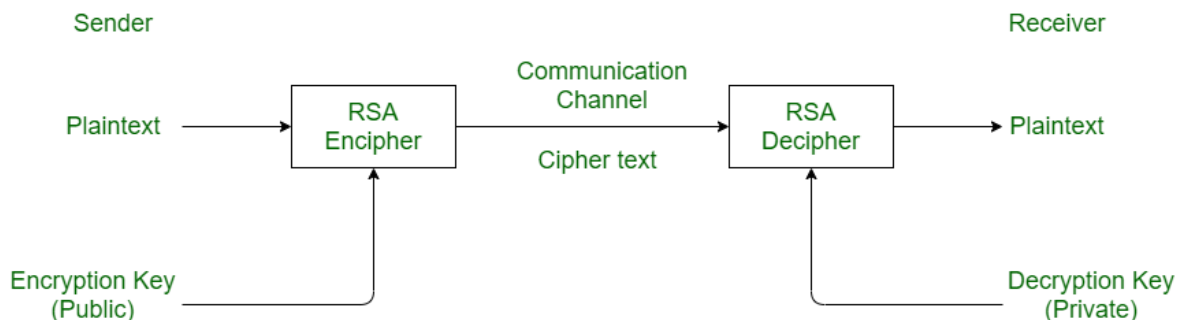 Sender
Receiver
Communication
Channel
Plaintext
RSA
Encipher
RSA
Decipher
Plaintext
Cipher text
Encryption Key
(Public)
Decryption Key
(Private)